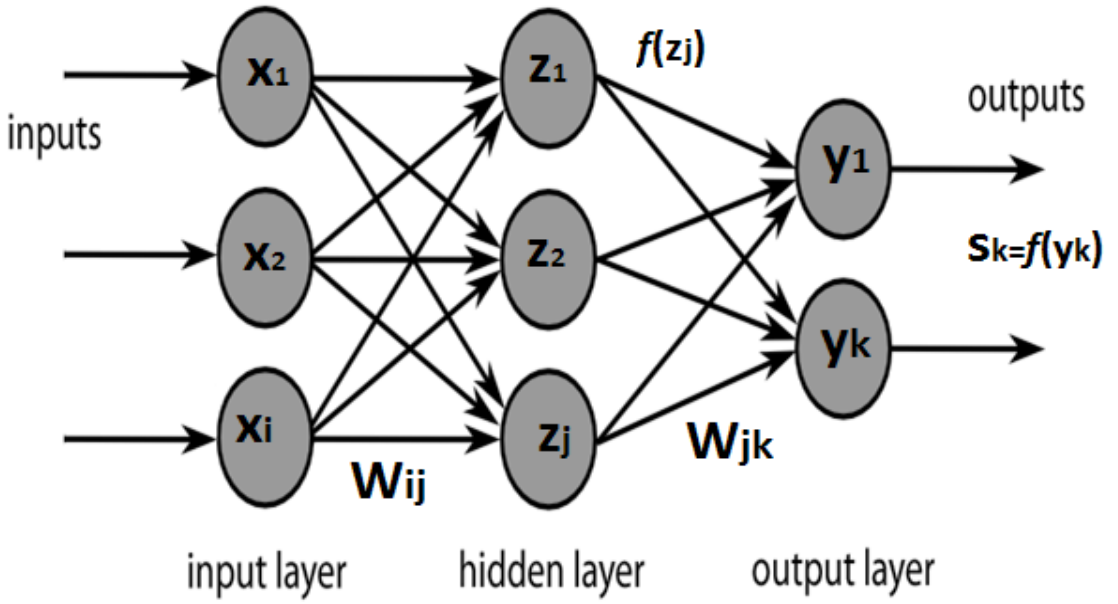 inputs
x1
x2
xi
Wij
z1
z2
zj
f(zj)
Wjk
y1
yk
outputs
Sk=f(yk)
input layer
hidden layer
output layer